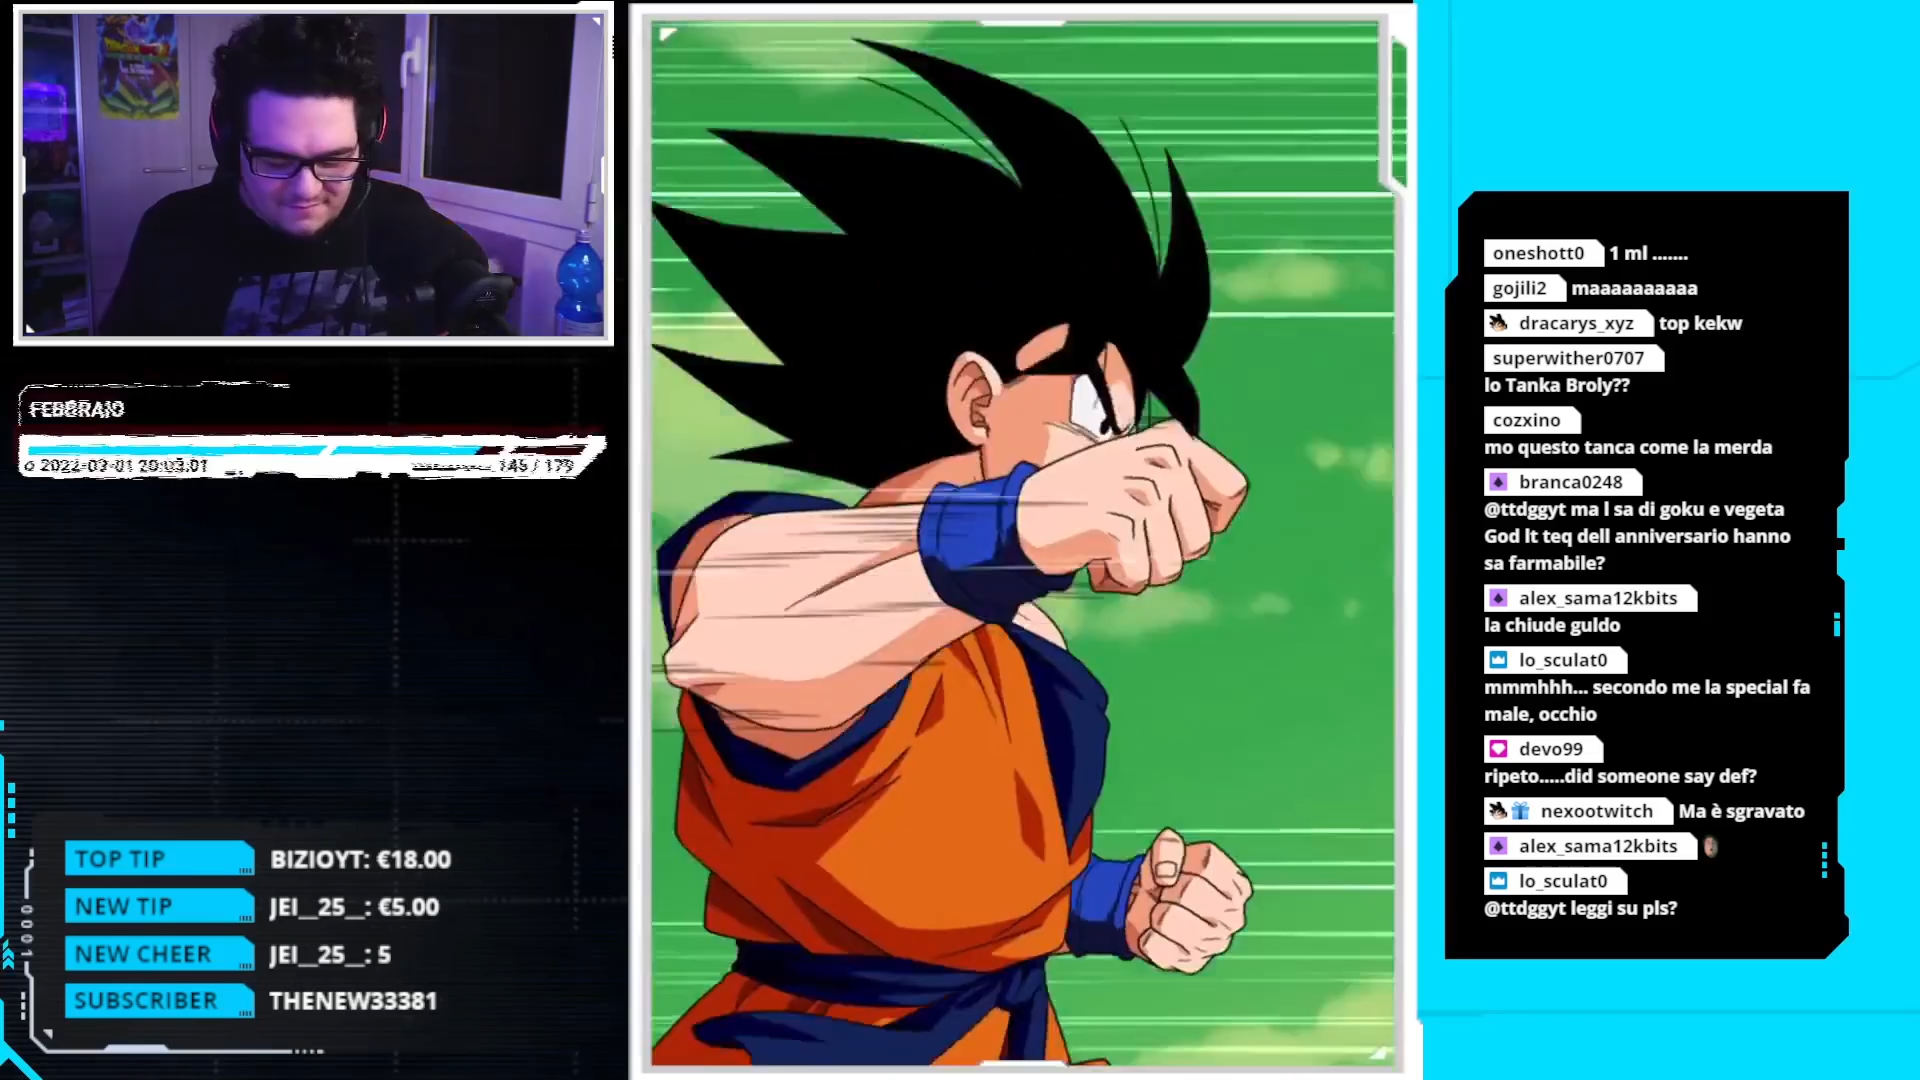 FEBBRAIO
2022-03-01 20:03:01
146 / 179
TOP TIP
BIZIOYT: €18.00
NEW TIP
JEI__25__: €5.00
NEW CHEER
JEI__25__: 5
SUBSCRIBER
THENEW33381
0001
oneshott0 1 ml .......
gojili2 maaaaaaaaaa
dracarys_xyz top kekw
superwither0707
lo Tanka Broly??
cozxino
mo questo tanca come la merda
branca0248
@ttdggyt ma l sa di goku e vegeta
God lt teq dell anniversario hanno
sa farmabile?
alex_sama12kbits
la chiude guldo
lo_sculat0
mmmhhh... secondo me la special fa
male, occhio
devo99
ripeto.....did someone say def?
nexootwitch Ma è sgravato
alex_sama12kbits
lo_sculat0
@ttdggyt leggi su pls?